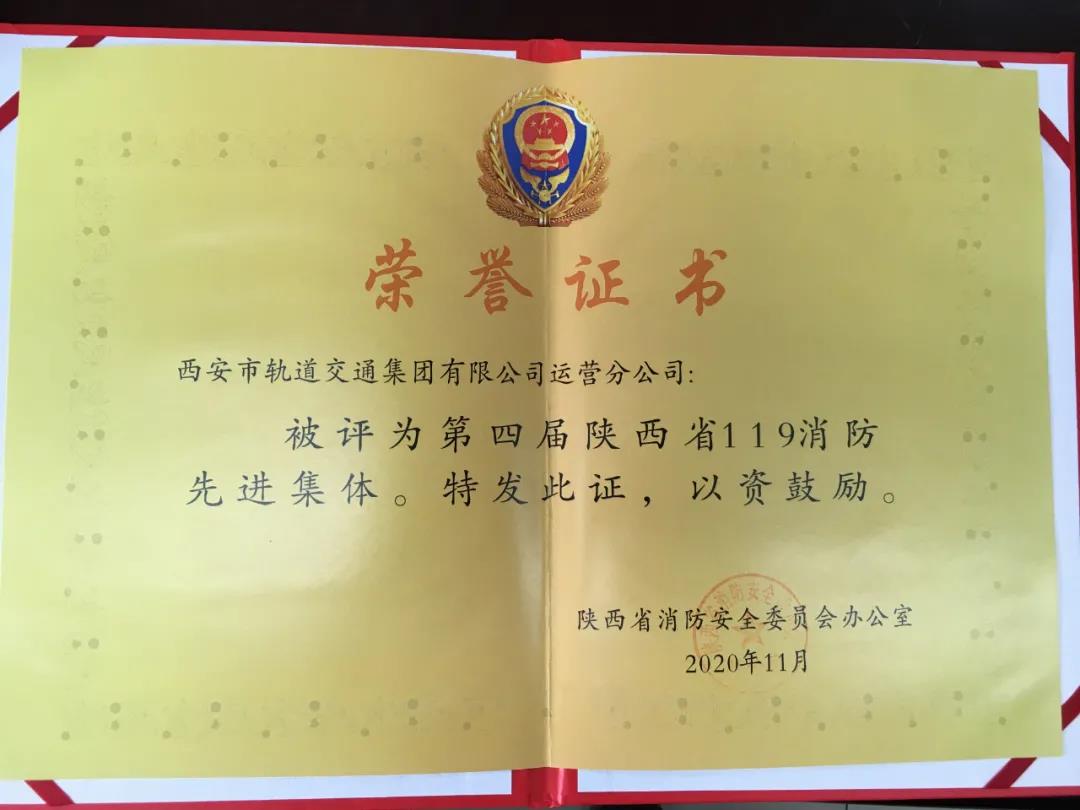 荣誉证书
西安市轨道交通集团有限公司运营分公司:
被评为第四届陕西省119消防
先进集体。特发此证，以资鼓励。
陕西省消防安全委员会办公室
2020年11月